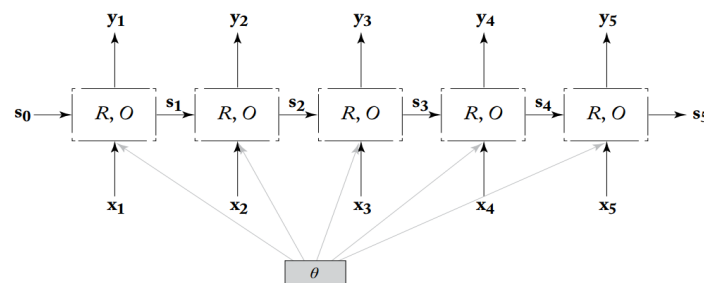 y1 y2 y3 y4 y5
s0 R, O s1 R, O s2 R, O s3 R, O s4 R, O s5
x1 x2 x3 x4 x5
θ